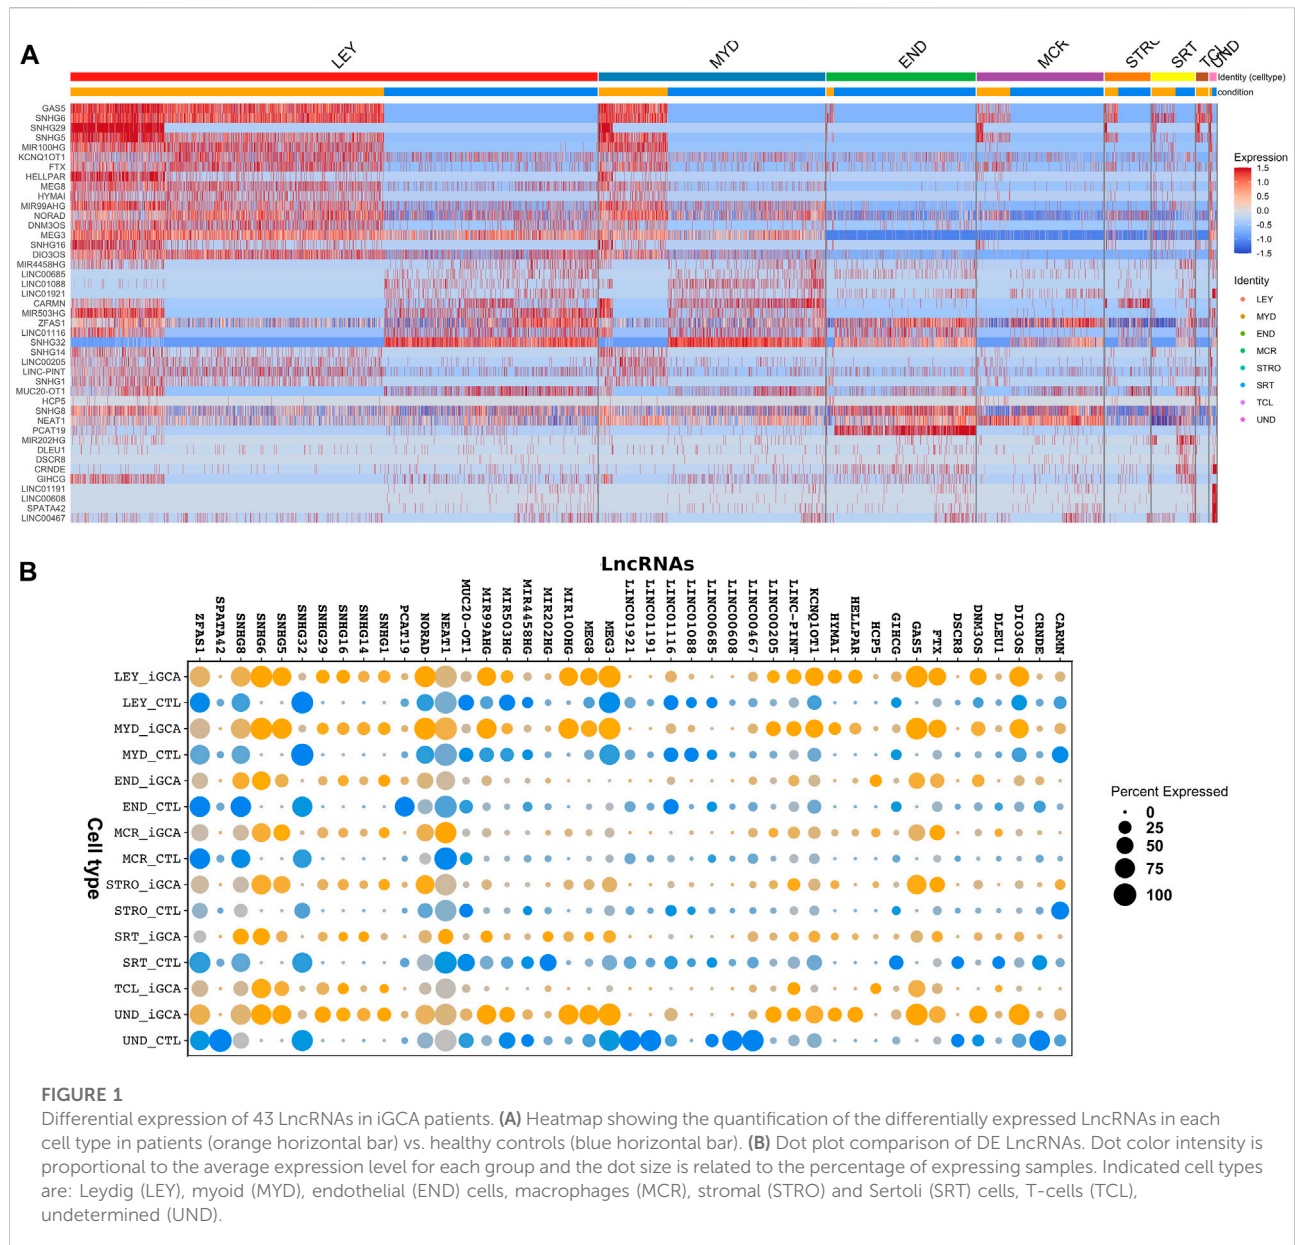 A
LEY
MYD
END
MCR
STRO
SRT
TCL
UND
Identity (celltype)
condition
GAS5
SNHG6
SNHG29
SNHG5
MIR100HG
KCNQ1OT1
FTX
HELLPAR
MEG8
HYMAI
MIR99AHG
NORAD
DNM3OS
MEG3
SNHG16
DIO3OS
MIR4458HG
LINC00685
LINC01088
LINC01921
CARMN
MIR503HG
ZFAS1
LINC01116
SNHG32
SNHG14
LINC00205
LINC-PINT
SNHG1
MUC20-OT1
HCP5
SNHG8
NEAT1
PCAT19
MIR202HG
DLEU1
DSCR8
CRNDE
GIHCG
LINC01191
LINC00608
SPATA42
LINC00467
Expression
1.5
1.0
0.5
0.0
-0.5
-1.0
-1.5
Identity
LEY
MYD
END
MCR
STRO
SRT
TCL
UND
B
LncRNAs
ZFAS1
SPATA42
SNHG8
SNHG6
SNHG5
SNHG32
SNHG29
SNHG16
SNHG14
SNHG1
PCAT19
NORAD
NEAT1
MUC20-OT1
MIR99AHG
MIR503HG
MIR4458HG
MIR202HG
MIR100HG
MEG8
MEG3
LINC01921
LINC01191
LINC01116
LINC01088
LINC00685
LINC00608
LINC00467
LINC00205
LINC-PINT
KCNQ1OT1
HYMAI
HELLPAR
HCP5
GIHCG
GAS5
FTX
DSCR8
DNM3OS
DLEU1
DIO3OS
CRNDE
CARMN
Cell type
LEY_iGCA
LEY_CTL
MYD_iGCA
MYD_CTL
END_iGCA
END_CTL
MCR_iGCA
MCR_CTL
STRO_iGCA
STRO_CTL
SRT_iGCA
SRT_CTL
TCL_iGCA
UND_iGCA
UND_CTL
Percent Expressed
0
25
50
75
100
FIGURE 1
Differential expression of 43 LncRNAs in iGCA patients. (A) Heatmap showing the quantification of the differentially expressed LncRNAs in each
cell type in patients (orange horizontal bar) vs. healthy controls (blue horizontal bar). (B) Dot plot comparison of DE LncRNAs. Dot color intensity is
proportional to the average expression level for each group and the dot size is related to the percentage of expressing samples. Indicated cell types
are: Leydig (LEY), myoid (MYD), endothelial (END) cells, macrophages (MCR), stromal (STRO) and Sertoli (SRT) cells, T-cells (TCL),
undetermined (UND).